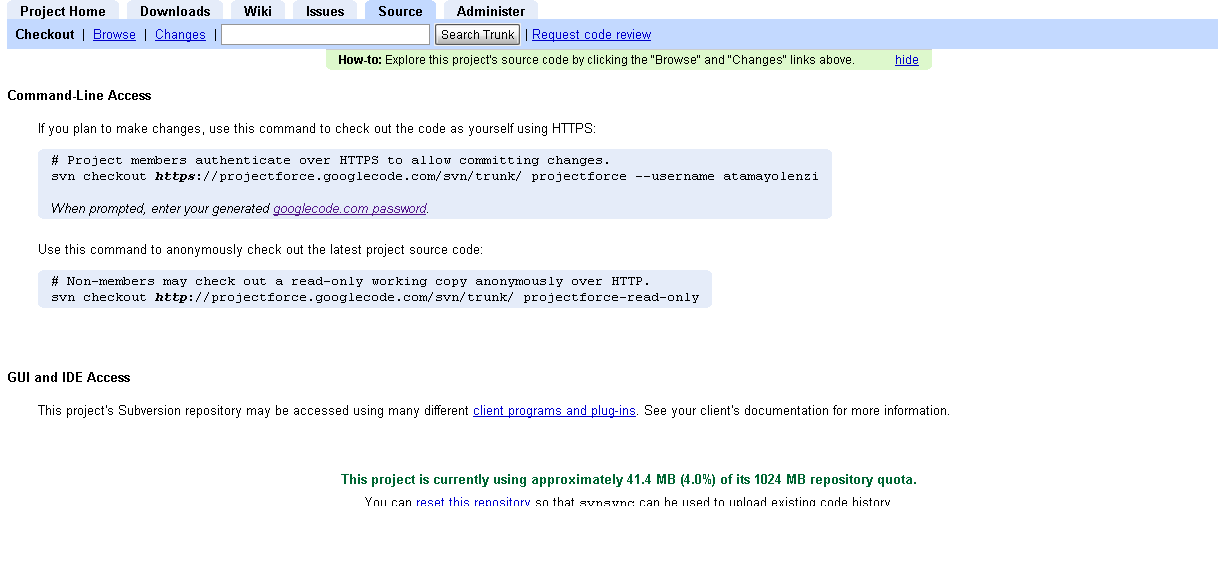 Project Home Downloads Wiki Issues Source Administer
Checkout | Browse | Changes | Search Trunk | Request code review
How-to: Explore this project's source code by clicking the "Browse" and "Changes" links above. hide
Command-Line Access
If you plan to make changes, use this command to check out the code as yourself using HTTPS:
# Project members authenticate over HTTPS to allow committing changes.
svn checkout https://projectforce.googlecode.com/svn/trunk/ projectforce --username atamayolenzi
When prompted, enter your generated googlecode.com password.
Use this command to anonymously check out the latest project source code:
# Non-members may check out a read-only working copy anonymously over HTTP.
svn checkout http://projectforce.googlecode.com/svn/trunk/ projectforce-read-only
GUI and IDE Access
This project's Subversion repository may be accessed using many different client programs and plug-ins. See your client's documentation for more information.
This project is currently using approximately 41.4 MB (4.0%) of its 1024 MB repository quota.
You can reset this repository so that svnsync can be used to upload existing code history